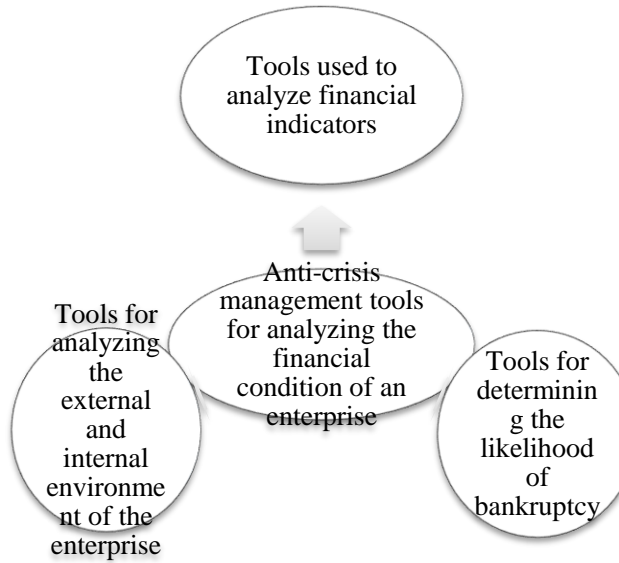 Tools used to
analyze financial
indicators
Anti-crisis
management tools
for analyzing the
financial
condition of an
enterprise
Tools for
analyzing
the
external
and
internal
environme
nt of the
enterprise
Tools for
determinin
g the
likelihood
of
bankruptcy